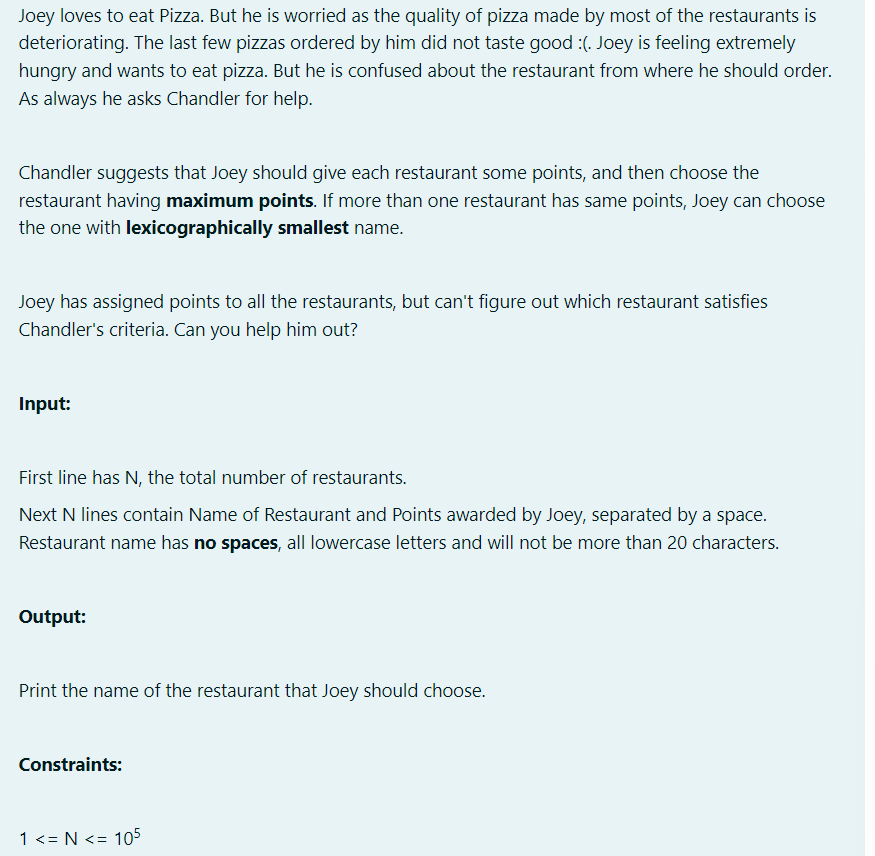 Joey loves to eat Pizza. But he is worried as the quality of pizza made by most of the restaurants is
deteriorating. The last few pizzas ordered by him did not taste good :(. Joey is feeling extremely
hungry and wants to eat pizza. But he is confused about the restaurant from where he should order.
As always he asks Chandler for help.
Chandler suggests that Joey should give each restaurant some points, and then choose the
restaurant having maximum points. If more than one restaurant has same points, Joey can choose
the one with lexicographically smallest name.
Joey has assigned points to all the restaurants, but can't figure out which restaurant satisfies
Chandler's criteria. Can you help him out?
Input:
First line has N, the total number of restaurants.
Next N lines contain Name of Restaurant and Points awarded by Joey, separated by a space.
Restaurant name has no spaces, all lowercase letters and will not be more than 20 characters.
Output:
Print the name of the restaurant that Joey should choose.
Constraints:
1 <= N <= 10⁵